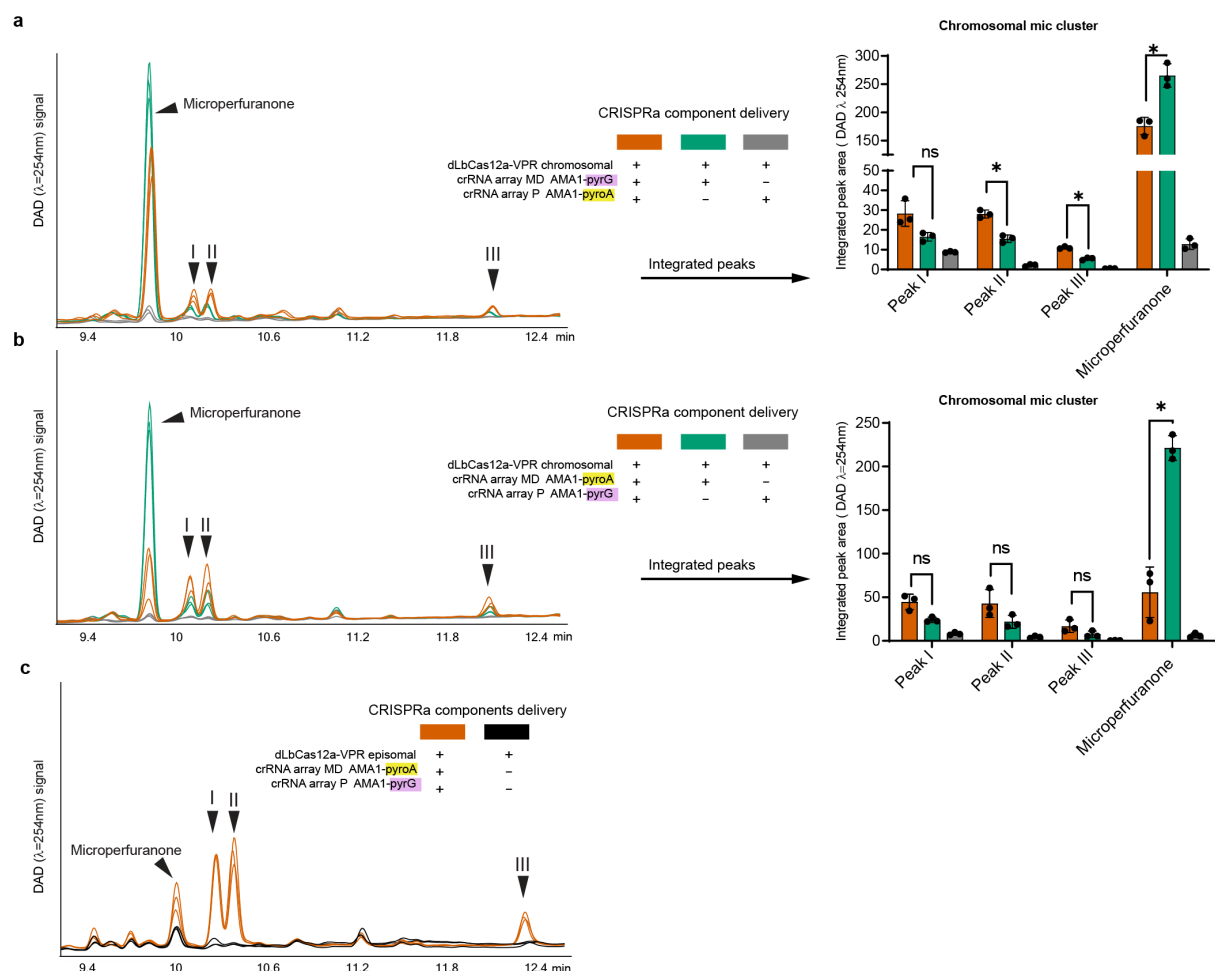 a
DAD (λ=254nm) signal
Microperfuranone
I II
III
9.4 10 10.6 11.2 11.8 12.4 min
CRISPRa component delivery
dLbCas12a-VPR chromosomal + + +
crRNA array MD AMA1-pyrG + + –
crRNA array P AMA1-pyroA + – +
Integrated peaks
Chromosomal mic cluster
Integrated peak area ( DAD λ 254nm)
300
250
200
150
50
40
30
20
10
0
ns
*
*
*
Peak I
Peak II
Peak III
Microperfuranone
b
DAD (λ=254nm) signal
Microperfuranone
I II
III
9.4 10 10.6 11.2 11.8 12.4 min
CRISPRa component delivery
dLbCas12a-VPR chromosomal + + +
crRNA array MD AMA1-pyroA + + –
crRNA array P AMA1-pyrG + – +
Integrated peaks
Chromosomal mic cluster
Integrated peak area ( DAD λ=254nm)
250
200
150
100
50
0
ns
ns
ns
*
Peak I
Peak II
Peak III
Microperfuranone
c
DAD (λ=254nm) signal
CRISPRa components delivery
dLbCas12a-VPR episomal + +
crRNA array MD AMA1-pyroA + –
crRNA array P AMA1-pyrG + –
Microperfuranone
I II
III
9.4 10 10.6 11.2 11.8 12.4 min